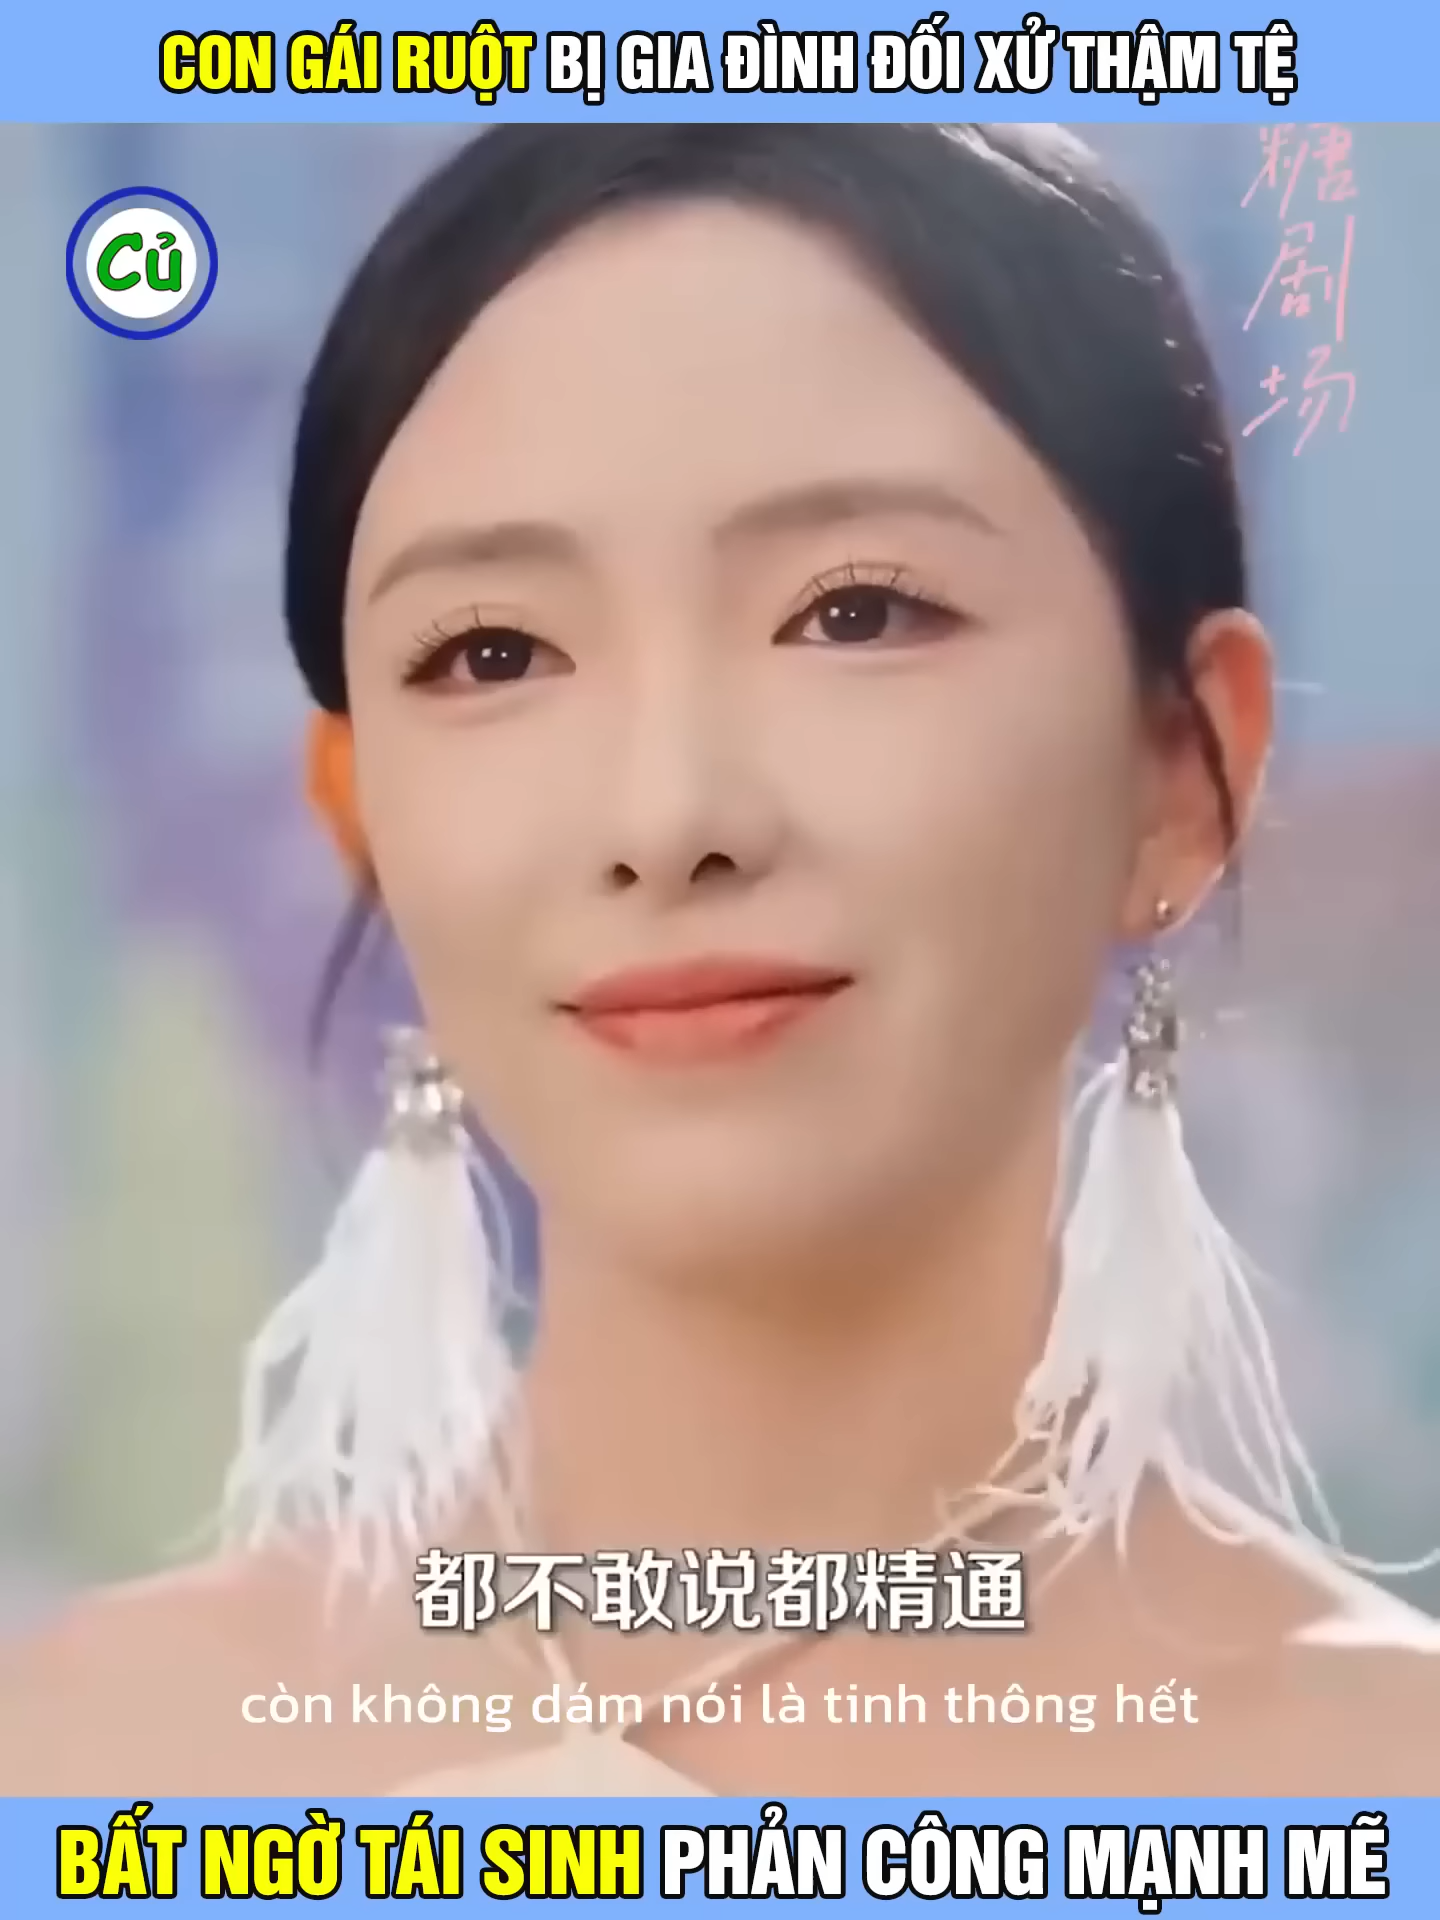 CON GÁI RUỘT BỊ GIA ĐÌNH ĐỐI XỬ THẬM TỆ
Củ
糖剧场
都不敢说都精通
còn không dám nói là tinh thông hết
BẤT NGỜ TÁI SINH PHẢN CÔNG MẠNH MẼ